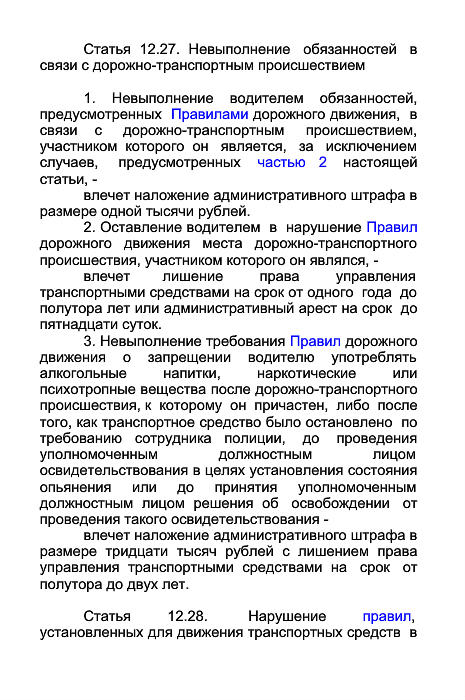 Статья 12.27. Невыполнение обязанностей в
связи с дорожно-транспортным происшествием
1. Невыполнение водителем обязанностей,
предусмотренных Правилами дорожного движения, в
связи с дорожно-транспортным происшествием,
участником которого он является, за исключением
случаев, предусмотренных частью 2 настоящей
статьи, -
влечет наложение административного штрафа в
размере одной тысячи рублей.
2. Оставление водителем в нарушение Правил
дорожного движения места дорожно-транспортного
происшествия, участником которого он являлся, -
влечет лишение права управления
транспортными средствами на срок от одного года до
полутора лет или административный арест на срок до
пятнадцати суток.
3. Невыполнение требования Правил дорожного
движения о запрещении водителю употреблять
алкогольные напитки, наркотические или
психотропные вещества после дорожно-транспортного
происшествия, к которому он причастен, либо после
того, как транспортное средство было остановлено по
требованию сотрудника полиции, до проведения
уполномоченным должностным лицом
освидетельствования в целях установления состояния
опьянения или до принятия уполномоченным
должностным лицом решения об освобождении от
проведения такого освидетельствования -
влечет наложение административного штрафа в
размере тридцати тысяч рублей с лишением права
управления транспортными средствами на срок от
полутора до двух лет.
Статья 12.28. Нарушение правил,
установленных для движения транспортных средств в